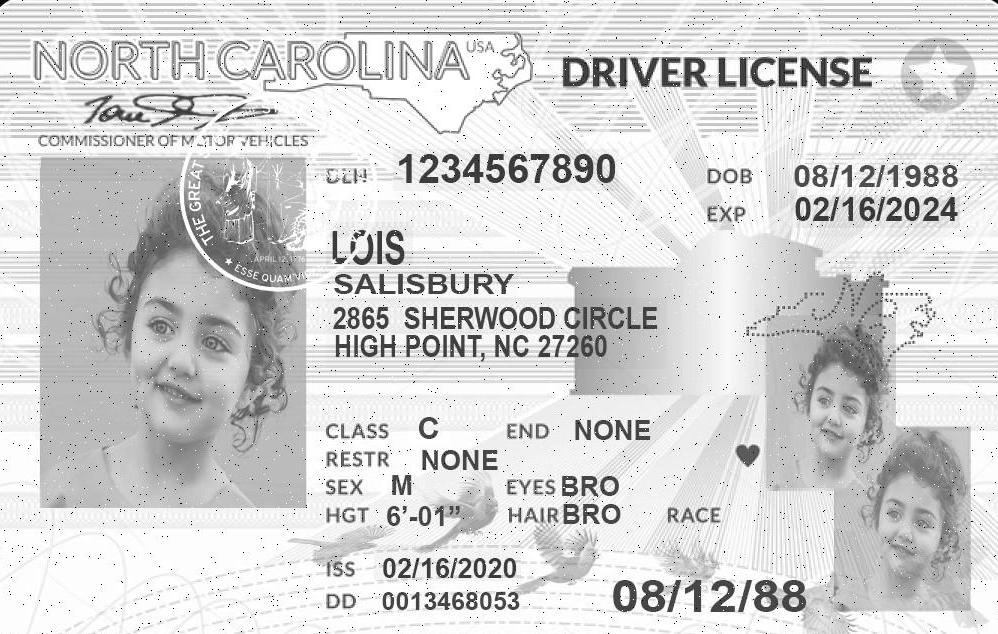 NORTH CAROLINA USA
DRIVER LICENSE
COMMISSIONER OF MOTOR VEHICLES
THE GREAT
APRIL 12, 1776
★ ESSE QUAM
DLN 1234567890
DOB 08/12/1988
EXP 02/16/2024
LOIS
SALISBURY
2865 SHERWOOD CIRCLE
HIGH POINT, NC 27260
CLASS C END NONE
RESTR NONE
SEX M EYES BRO
HGT 6'-01” HAIR BRO RACE
ISS 02/16/2020
DD 0013468053
08/12/88